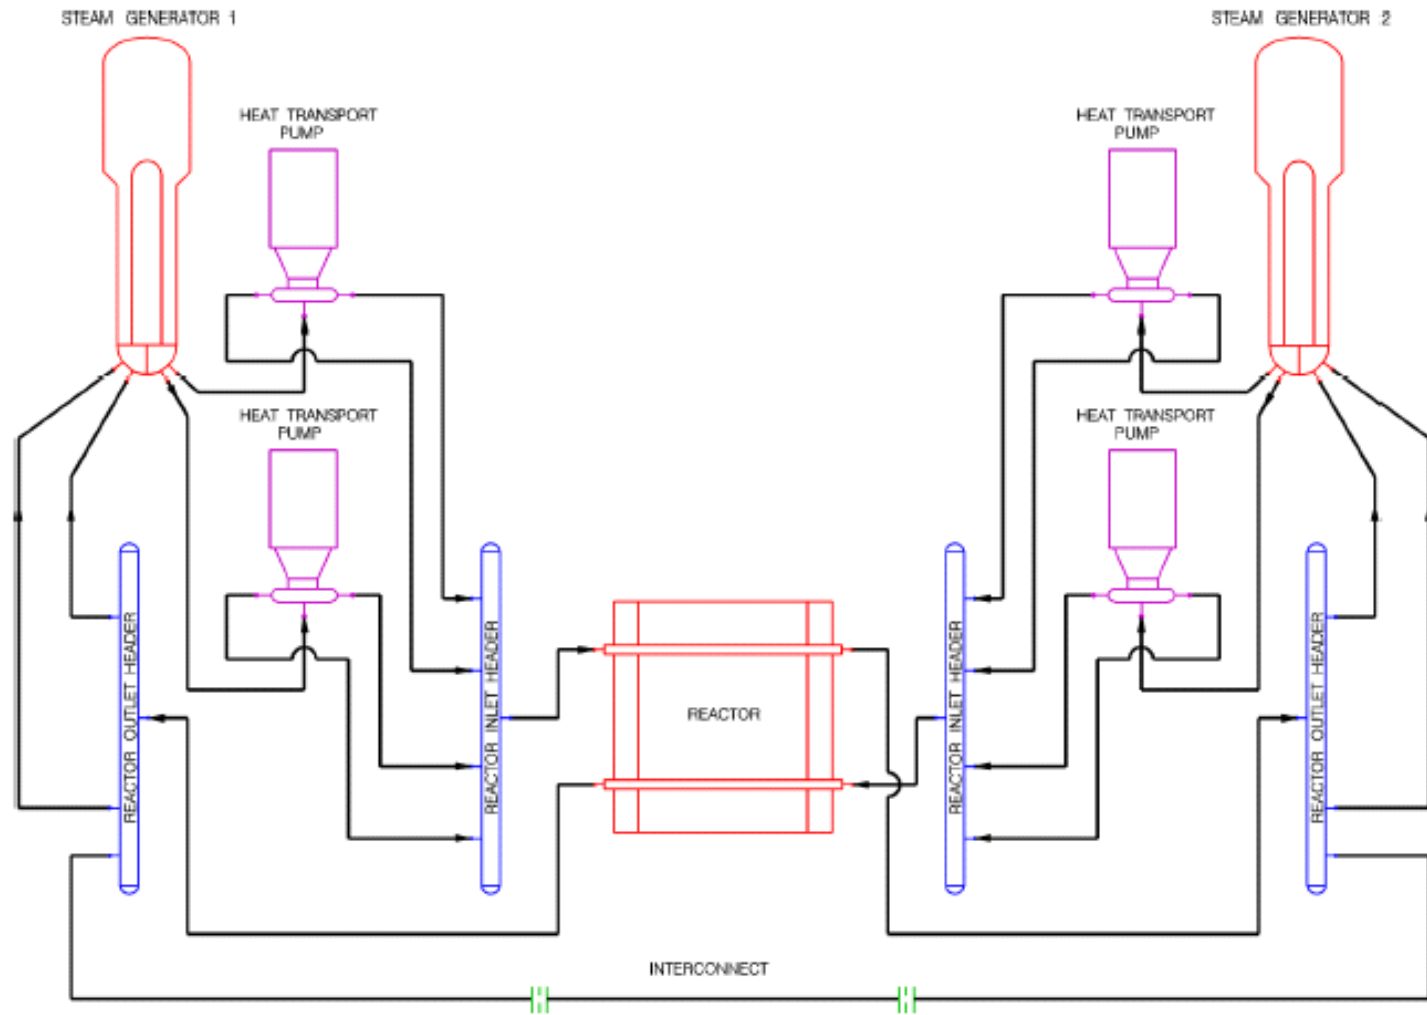 STEAM GENERATOR 1
STEAM GENERATOR 2
HEAT TRANSPORT
PUMP
HEAT TRANSPORT
PUMP
HEAT TRANSPORT
PUMP
HEAT TRANSPORT
PUMP
REACTOR OUTLET HEADER
REACTOR INLET HEADER
REACTOR
REACTOR INLET HEADER
REACTOR OUTLET HEADER
INTERCONNECT